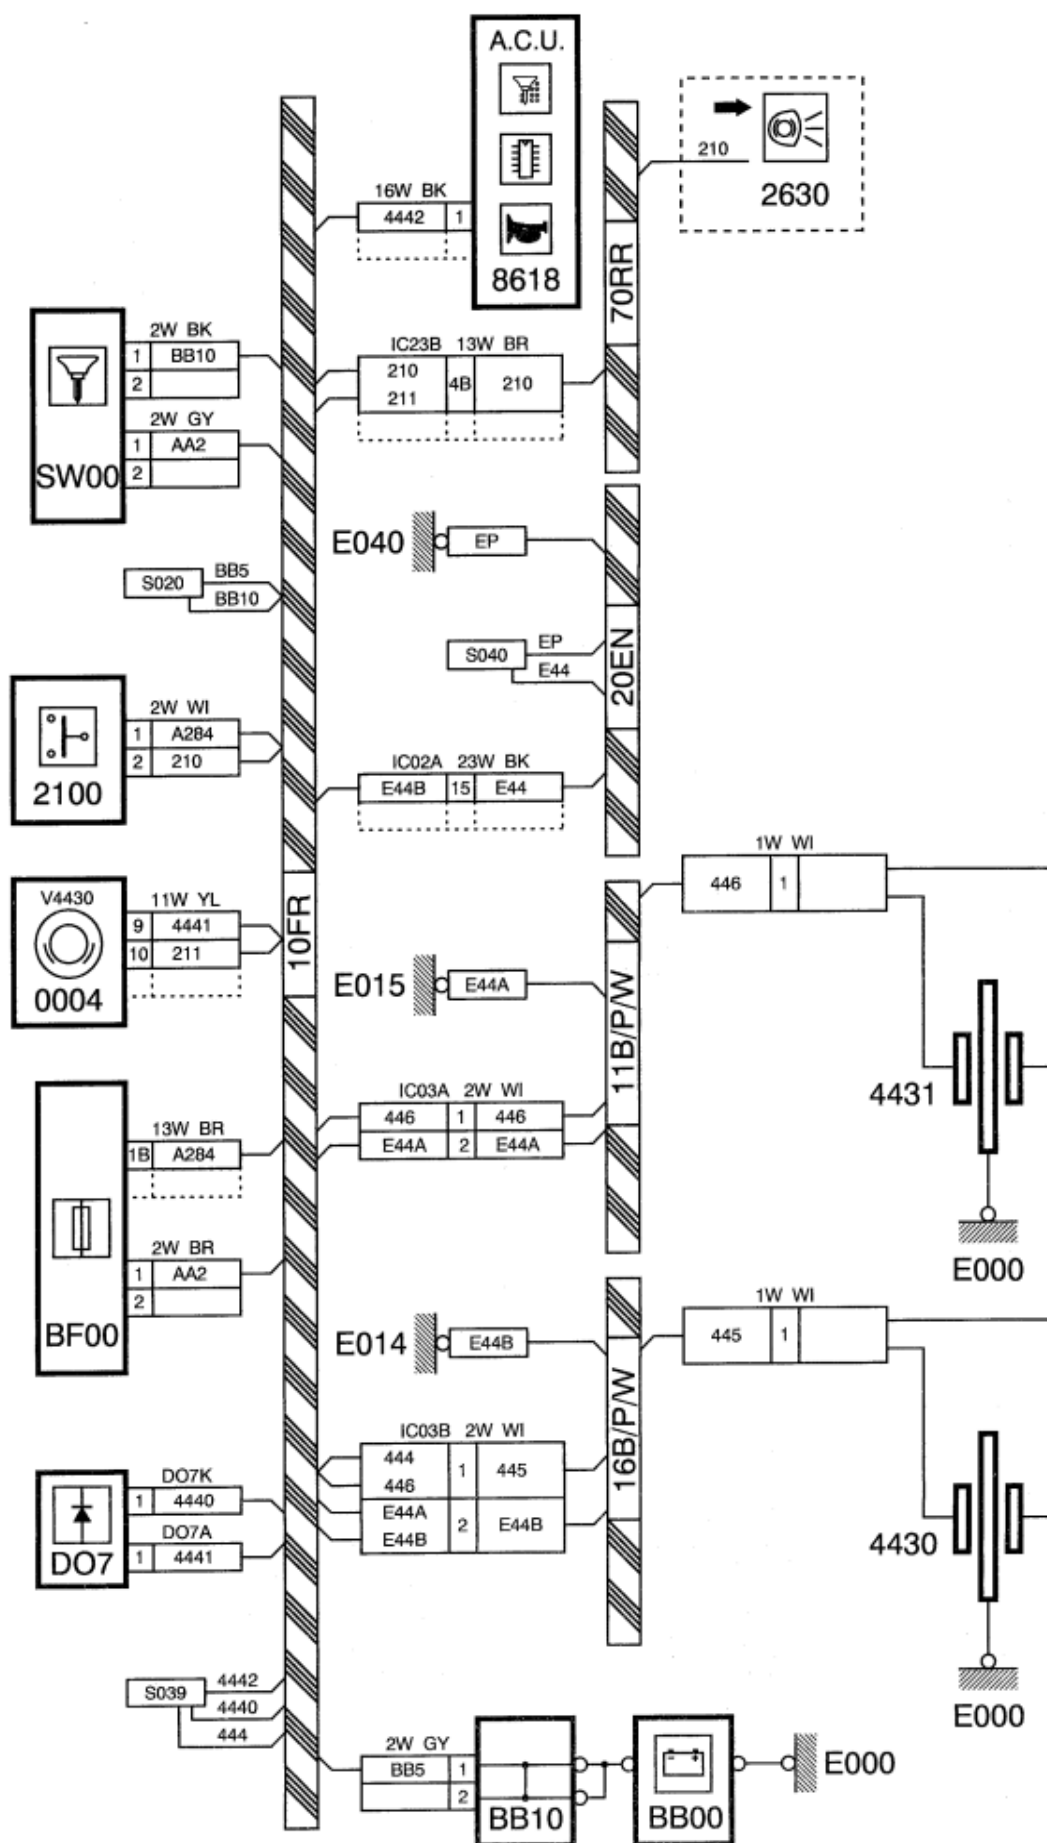 A.C.U.
8618
210
2630
16W BK
4442 1
70RR
2W BK
1 BB10
2
2W GY
1 AA2
2
SW00
IC23B 13W BR
210
211
4B
210
E040
EP
S020
BB5
BB10
S040
EP
E44
20EN
2W WI
1 A284
2 210
2100
IC02A 23W BK
E44B 15 E44
1W WI
446 1
V4430
11W YL
9 4441
10 211
0004
10FR
E015
E44A
11B/P/W
4431
E000
IC03A 2W WI
446 1 446
E44A 2 E44A
13W BR
1B A284
2W BR
1 AA2
2
BF00
E014
E44B
1W WI
445 1
16B/P/W
IC03B 2W WI
444
446
1
445
E44A
E44B
2
E44B
4430
E000
DO7K
1 4440
DO7A
1 4441
DO7
S039
4442
4440
444
2W GY
BB5 1
2
BB10
BB00
E000